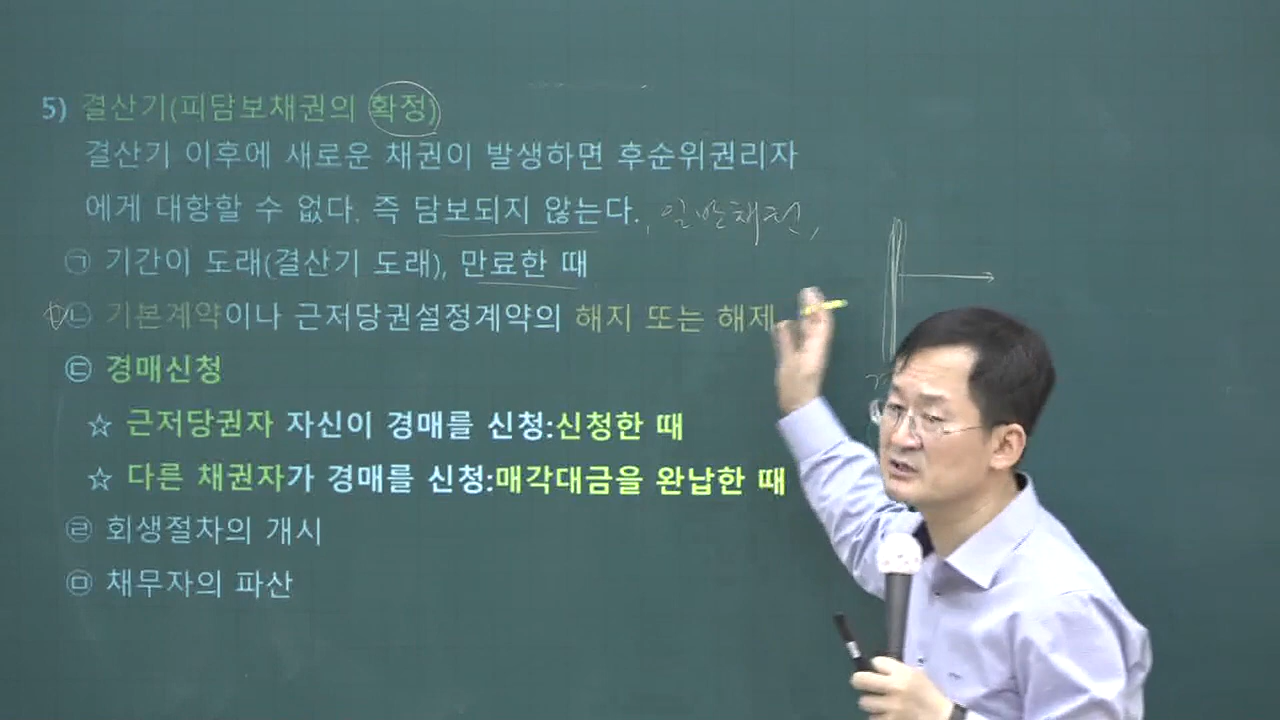 5) 결산기(피담보채권의 확정)
결산기 이후에 새로운 채권이 발생하면 후순위권리자
에게 대항할 수 없다. 즉 담보되지 않는다. , 일반채권,
㉠ 기간이 도래(결산기 도래), 만료한 때
㉡ 기본계약이나 근저당권설정계약의 해지 또는 해제
㉢ 경매신청
☆ 근저당권자 자신이 경매를 신청:신청한 때
☆ 다른 채권자가 경매를 신청:매각대금을 완납한 때
㉣ 회생절차의 개시
㉤ 채무자의 파산